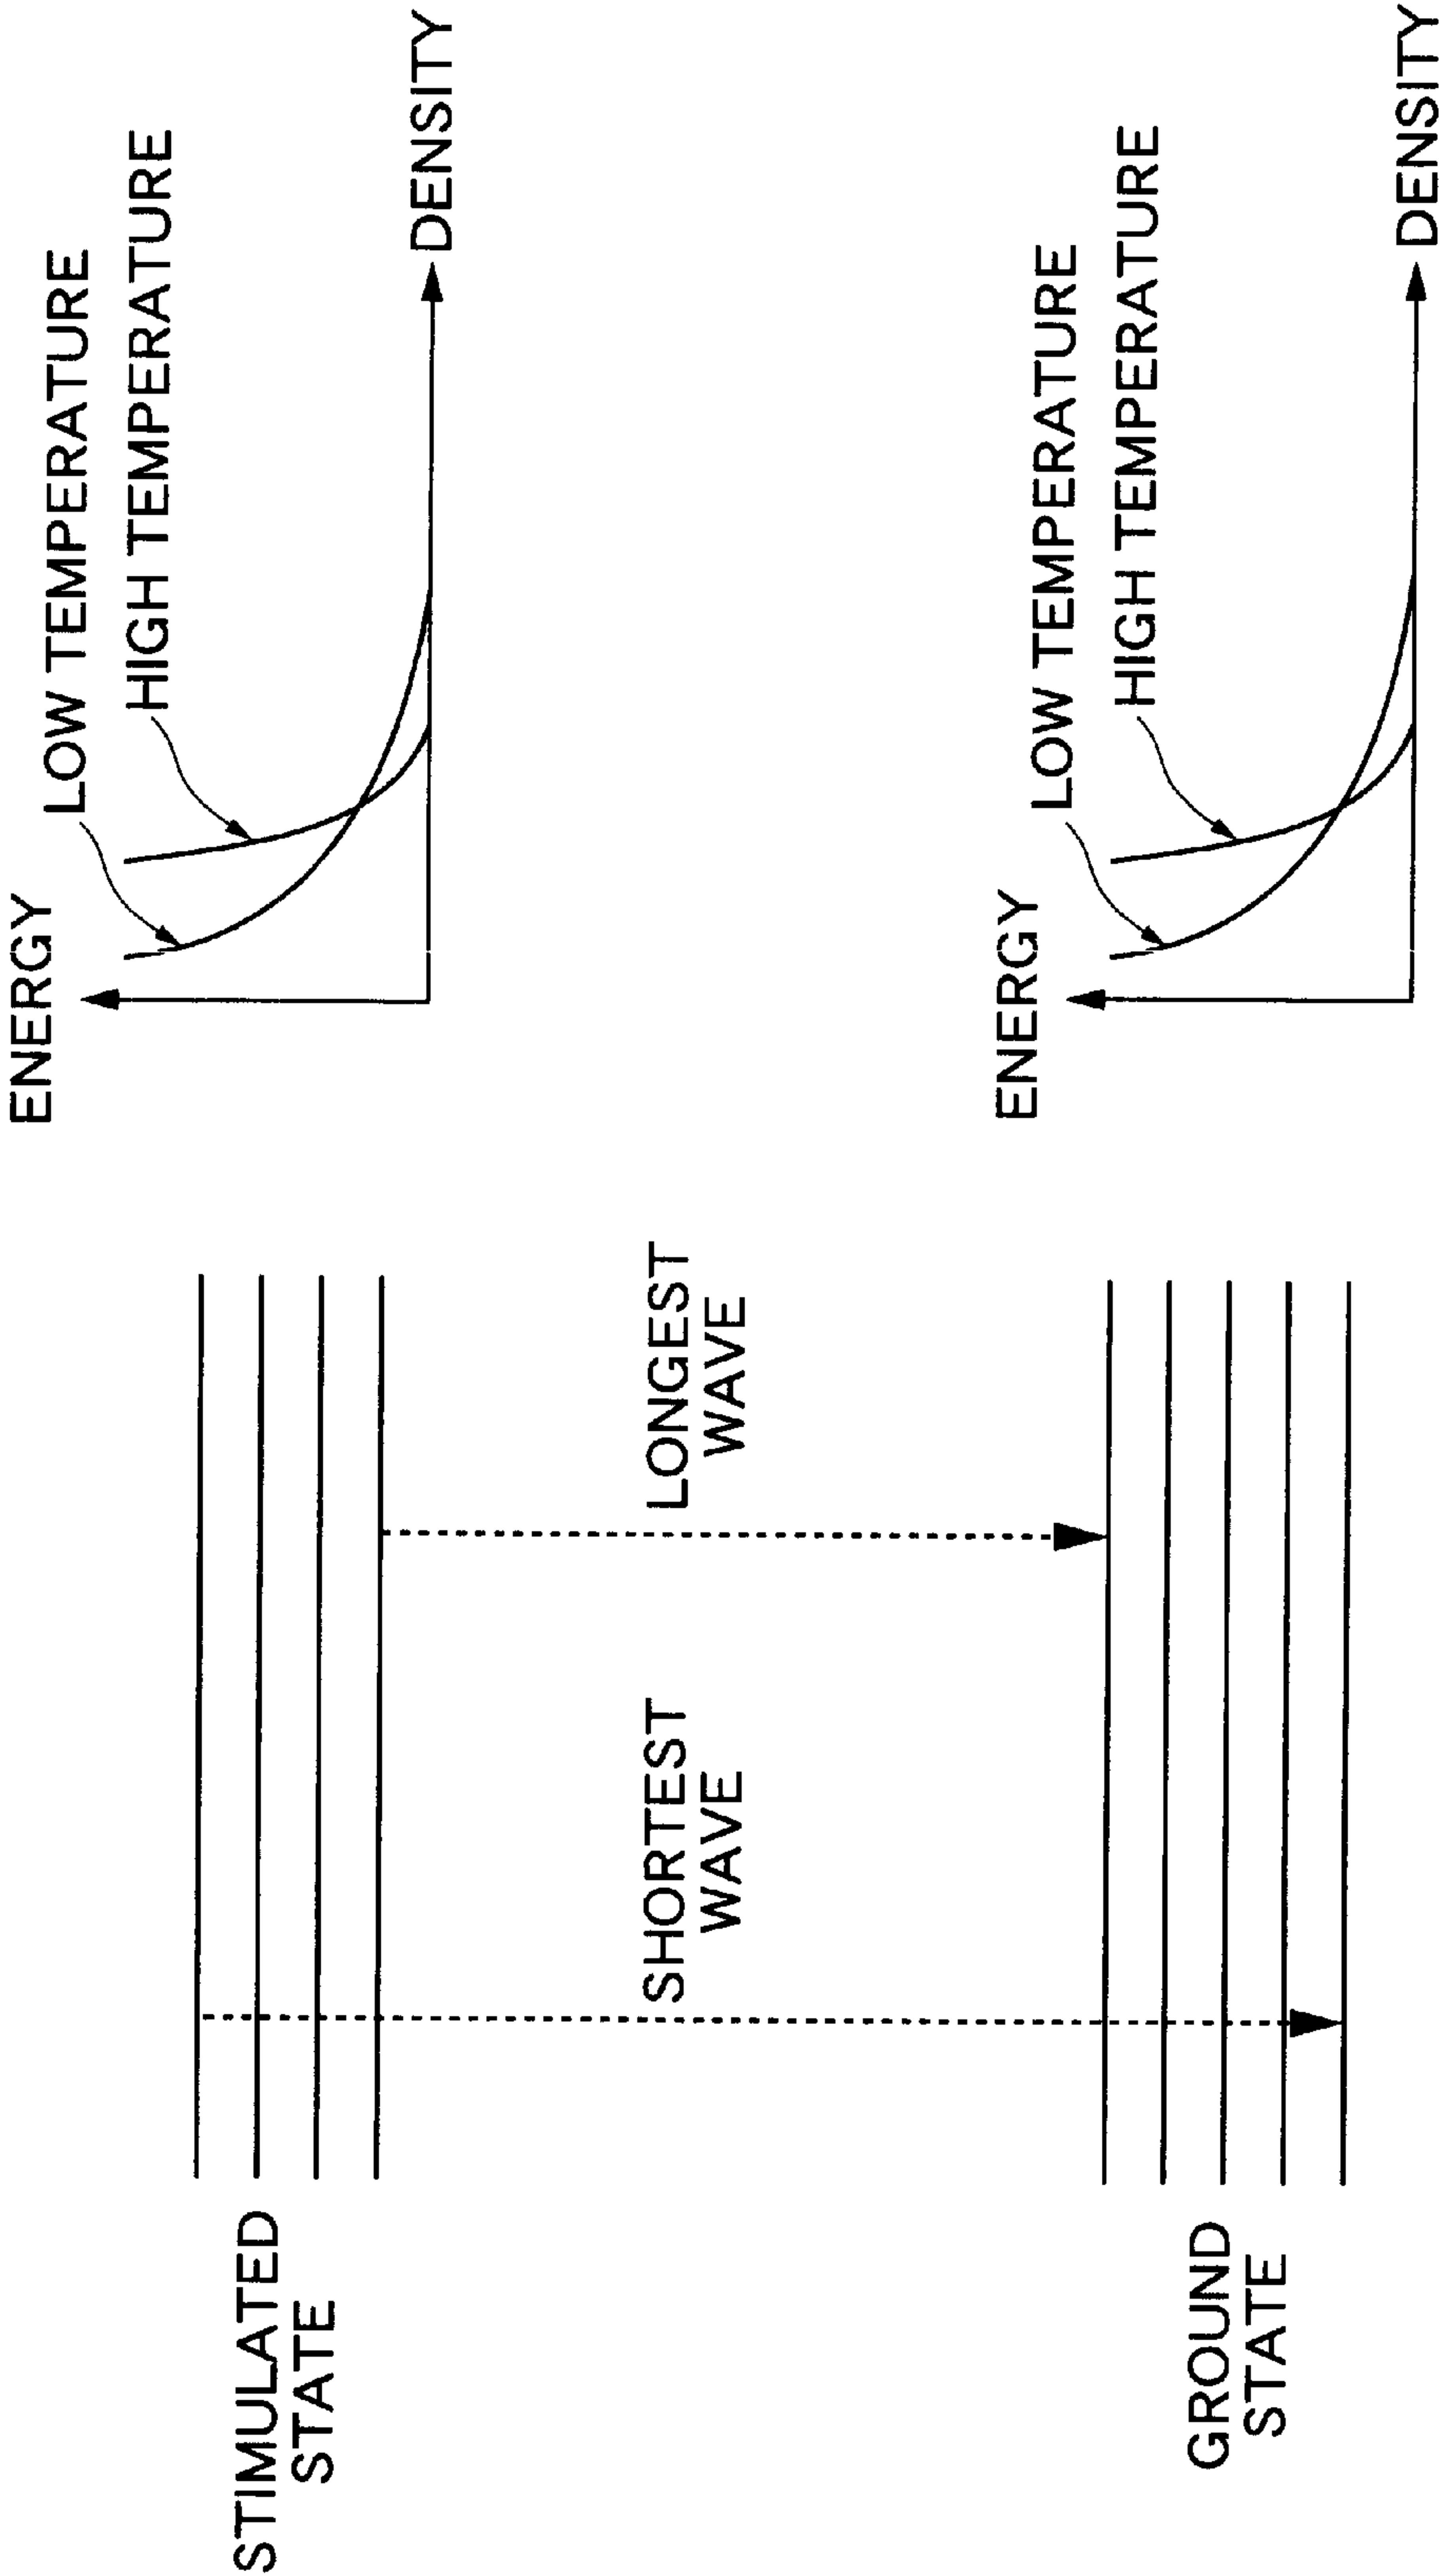 STIMULATED
STATE
SHORTEST
WAVE
LONGEST
WAVE
GROUND
STATE
ENERGY
LOW TEMPERATURE
HIGH TEMPERATURE
DENSITY
ENERGY
LOW TEMPERATURE
HIGH TEMPERATURE
DENSITY